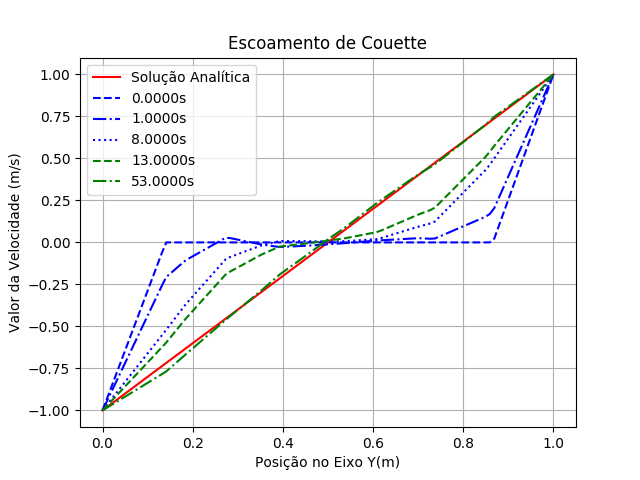 Escoamento de Couette
Solução Analítica
0.0000s
1.0000s
8.0000s
13.0000s
53.0000s
Valor da Velocidade (m/s)
1.00
0.75
0.50
0.25
0.00
−0.25
−0.50
−0.75
−1.00
0.0 0.2 0.4 0.6 0.8 1.0
Posição no Eixo Y(m)